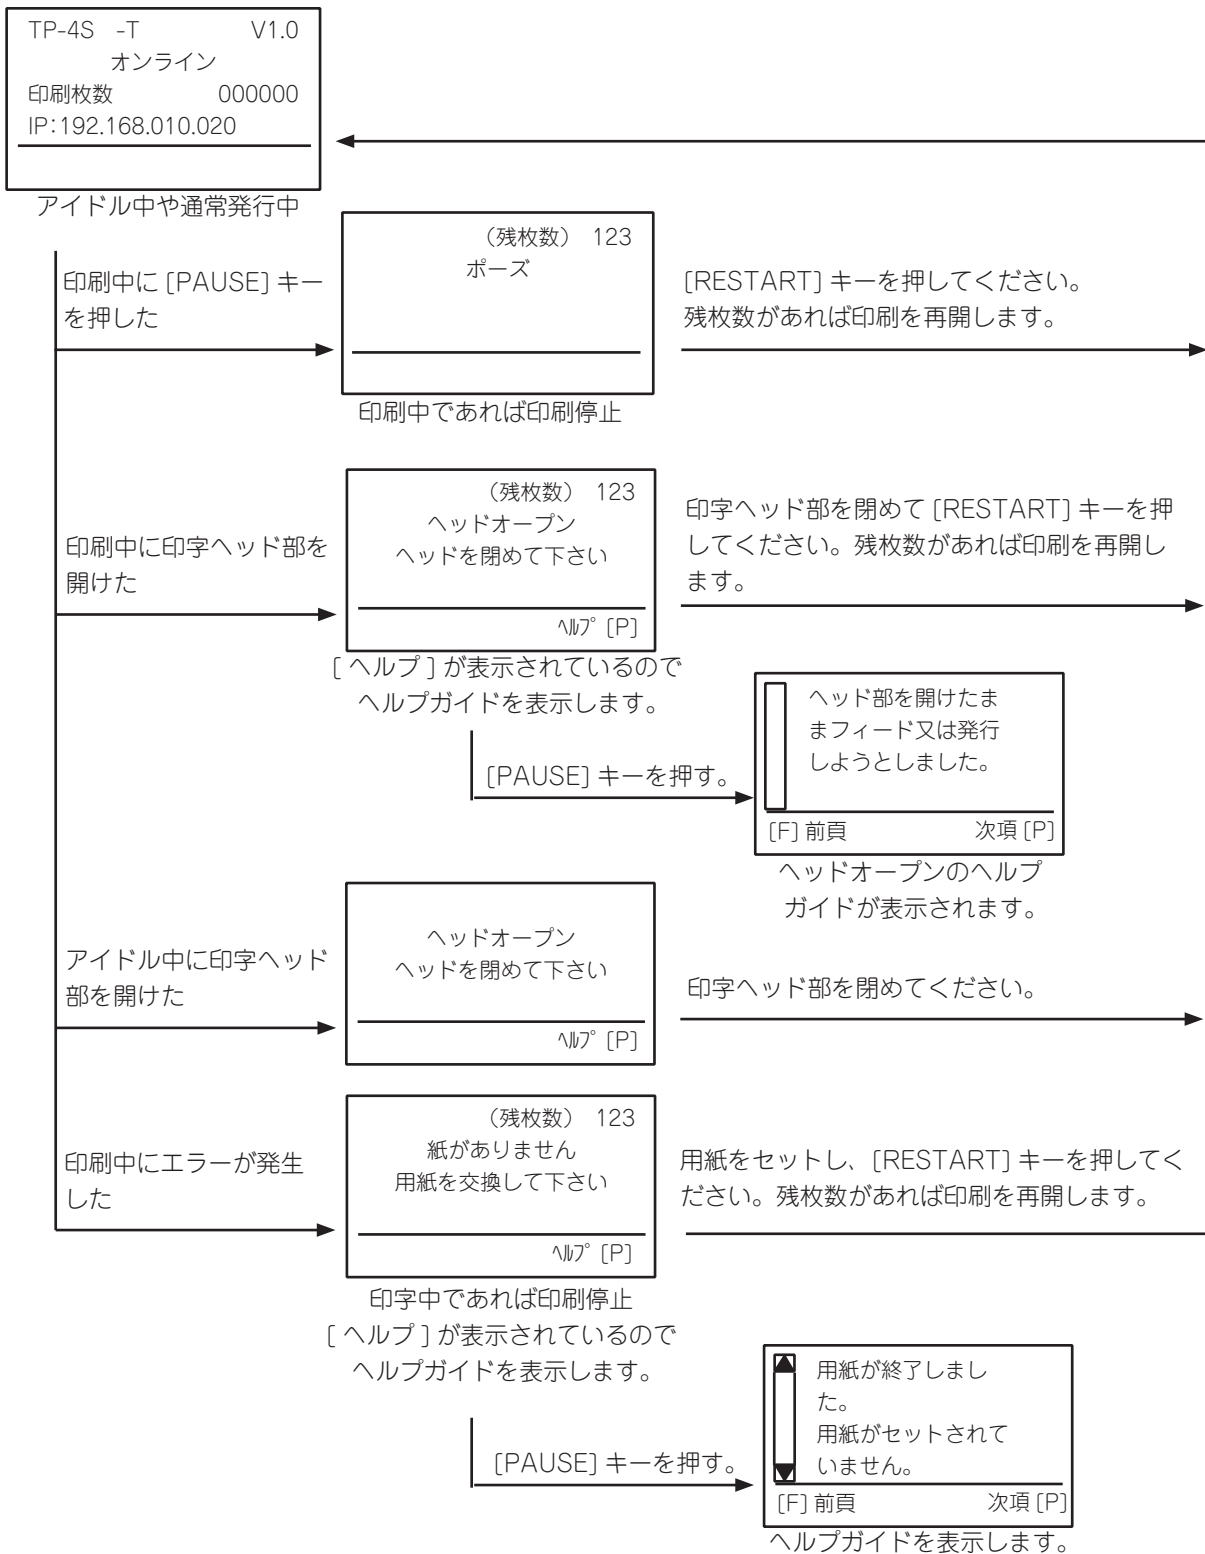 TP-4S -T V1.0
オンライン
印刷枚数 000000
IP:192.168.010.020
アイドル中や通常発行中
印刷中に [PAUSE] キー
を押した
(残枚数) 123
ポーズ
印刷中であれば印刷停止
[RESTART] キーを押してください。
残枚数があれば印刷を再開します。
印刷中に印字ヘッド部を
開けた
(残枚数) 123
ヘッドオープン
ヘッドを閉めて下さい
ヘルプ [P]
[ ヘルプ ] が表示されているので
ヘルプガイドを表示します。
印字ヘッド部を閉めて [RESTART] キーを押
してください。残枚数があれば印刷を再開し
ます。
[PAUSE] キーを押す。
ヘッド部を開けたま
まフィード又は発行
しようとしました。
[F] 前頁 次項 [P]
ヘッドオープンのヘルプ
ガイドが表示されます。
アイドル中に印字ヘッド
部を開けた
ヘッドオープン
ヘッドを閉めて下さい
ヘルプ [P]
印字ヘッド部を閉めてください。
印刷中にエラーが発生
した
(残枚数) 123
紙がありません
用紙を交換して下さい
ヘルプ [P]
印字中であれば印刷停止
[ ヘルプ ] が表示されているので
ヘルプガイドを表示します。
用紙をセットし、[RESTART] キーを押してく
ださい。残枚数があれば印刷を再開します。
[PAUSE] キーを押す。
用紙が終了しまし
た。
用紙がセットされて
いません。
[F] 前頁 次項 [P]
ヘルプガイドを表示します。